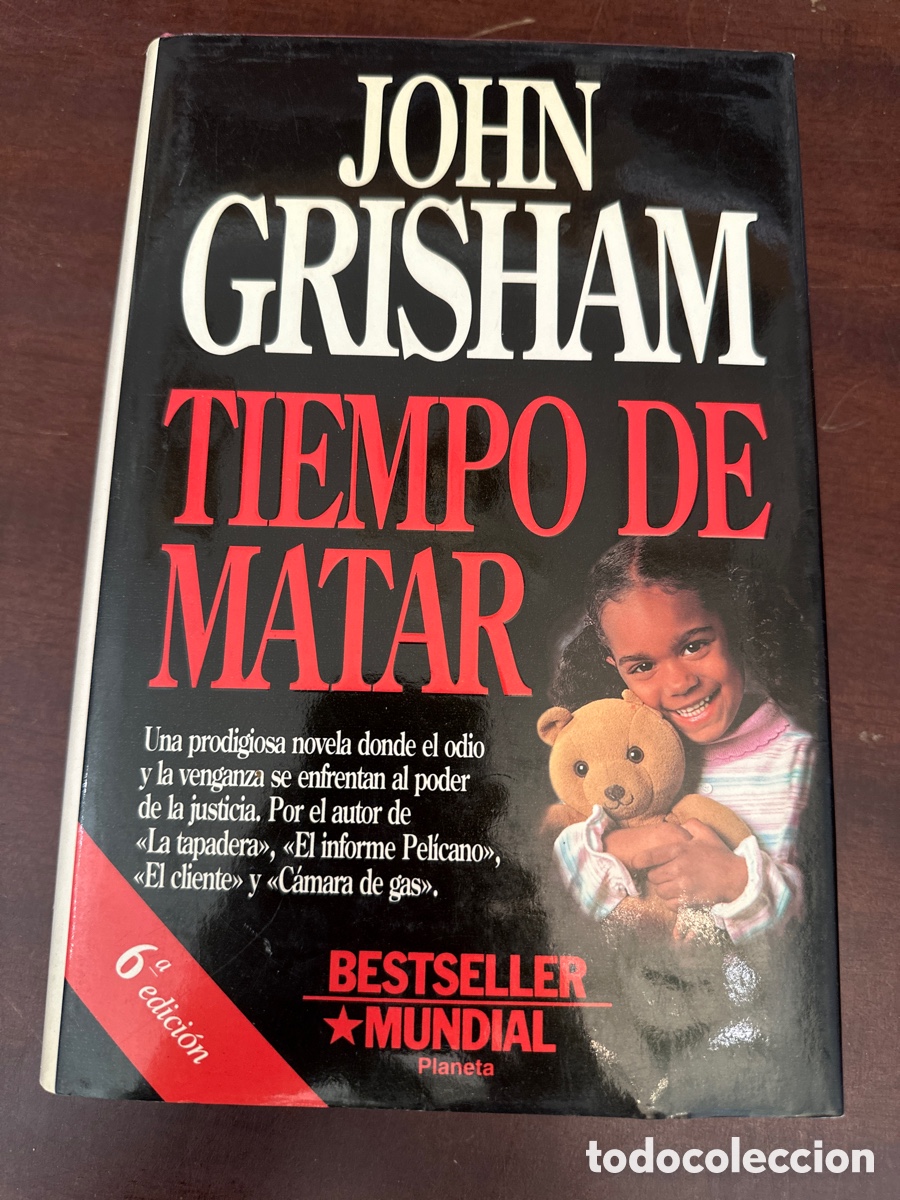 JOHN
GRISHAM
TIEMPO DE
MATAR
Una prodigiosa novela donde el odio
y la venganza se enfrentan al poder
de la justicia. Por el autor de
«La tapadera», «El informe Pelícano»,
«El cliente» y «Cámara de gas».
6ª edición
BESTSELLER
★MUNDIAL
Planeta
todocoleccion